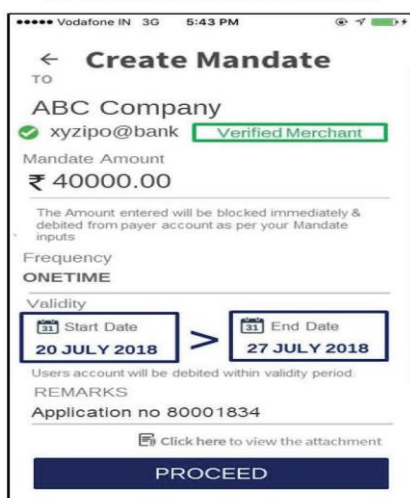 Vodafone IN 3G 5:43 PM
Create Mandate
TO
ABC Company
xyzipo@bank Verified Merchant
Mandate Amount
₹ 40000.00
The Amount entered will be blocked immediately &
debited from payer account as per your Mandate
inputs
Frequency
ONETIME
Validity
31 Start Date > 31 End Date
20 JULY 2018 27 JULY 2018
Users account will be debited within validity period.
REMARKS
Application no 80001834
Click here to view the attachment
PROCEED